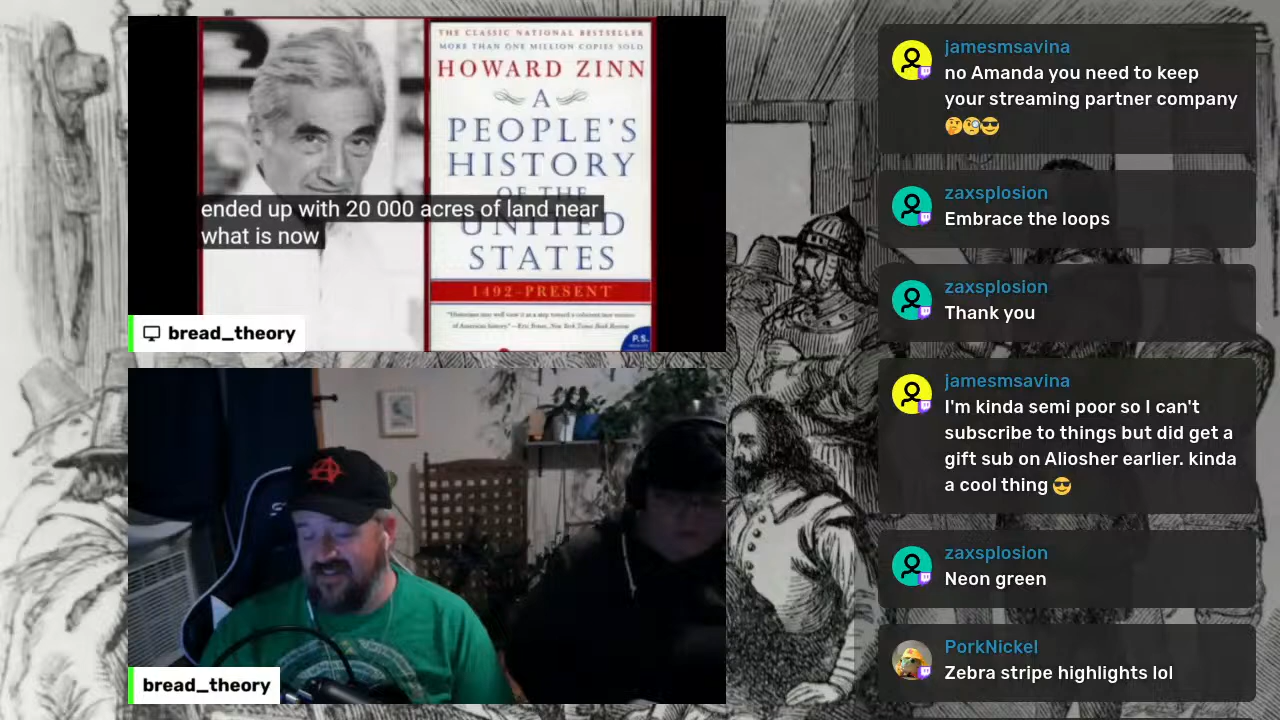 THE CLASSIC NATIONAL BESTSELLER
MORE THAN ONE MILLION COPIES SOLD
HOWARD ZINN
A
PEOPLE'S
HISTORY
OF THE
UNITED
STATES
1492–PRESENT
P.S.
ended up with 20 000 acres of land near
what is now
bread_theory
bread_theory
jamesmsavina
no Amanda you need to keep
your streaming partner company
🤔🧐😎
zaxsplosion
Embrace the loops
zaxsplosion
Thank you
jamesmsavina
I'm kinda semi poor so I can't
subscribe to things but did get a
gift sub on Aliosher earlier. kinda
a cool thing 😎
zaxsplosion
Neon green
PorkNickel
Zebra stripe highlights lol